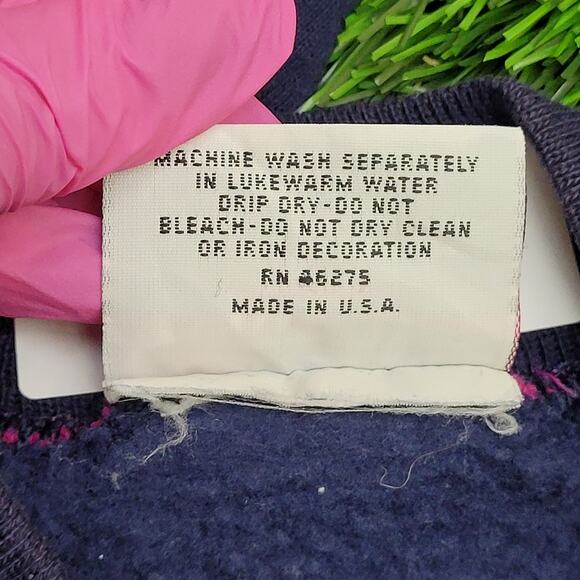 MACHINE WASH SEPARATELY
IN LUKEWARM WATER
DRIP DRY-DO NOT
BLEACH-DO NOT DRY CLEAN
OR IRON DECORATION
RN 46275
MADE IN U.S.A.